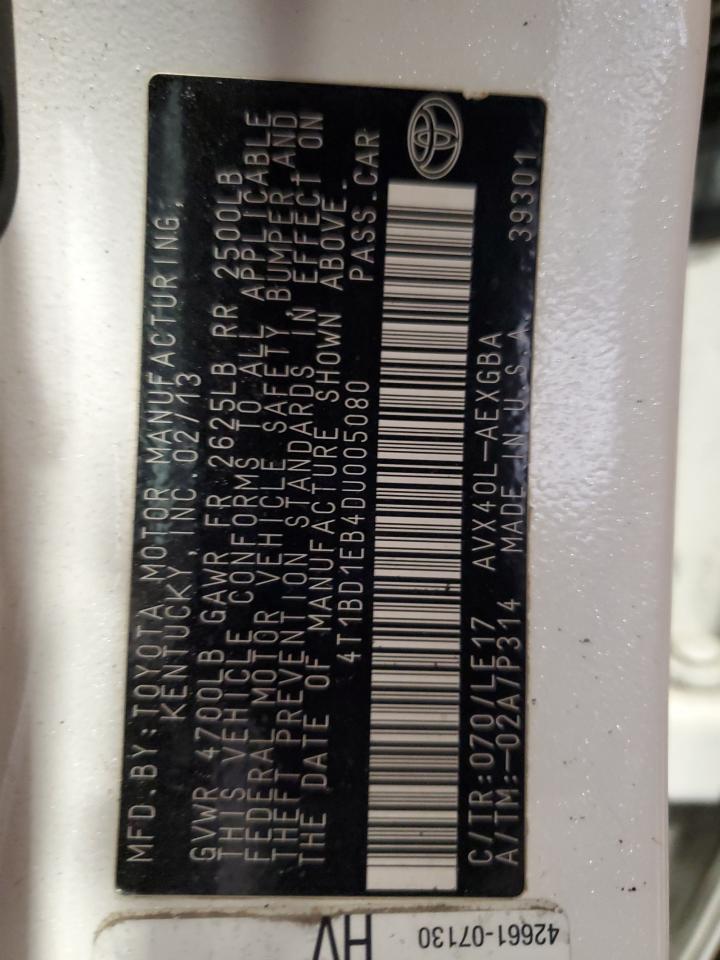 MFD.BY:TOYOTA MOTOR MANUFACTURING,
KENTUCKY,INC.02/13
GVWR 4700LB GAWR FR 2625LB RR 2500LB
THIS VEHICLE CONFORMS TO ALL APPLICABLE
FEDERAL MOTOR VEHICLE SAFETY BUMPER AND
THEFT PREVENTION STANDARDS IN EFFECT ON
THE DATE OF MANUFACTURE SHOWN ABOVE.
4T1BD1EB4DU005080 PASS.CAR
C/TR:070/LE17 AVX40L-AEXGBA
A/TM:-02A/P314 MADE IN U.S.A 39301
HV
42661-07130